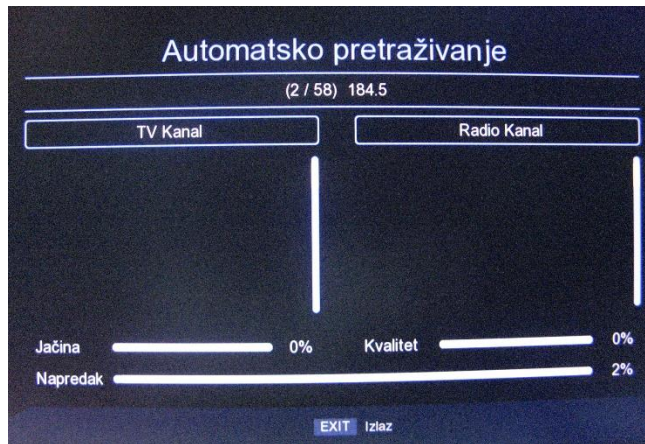 Automatsko pretraživanje
(2 / 58) 184.5
TV Kanal Radio Kanal
Jačina 0% Kvalitet 0%
Napredak 2%
EXIT Izlaz